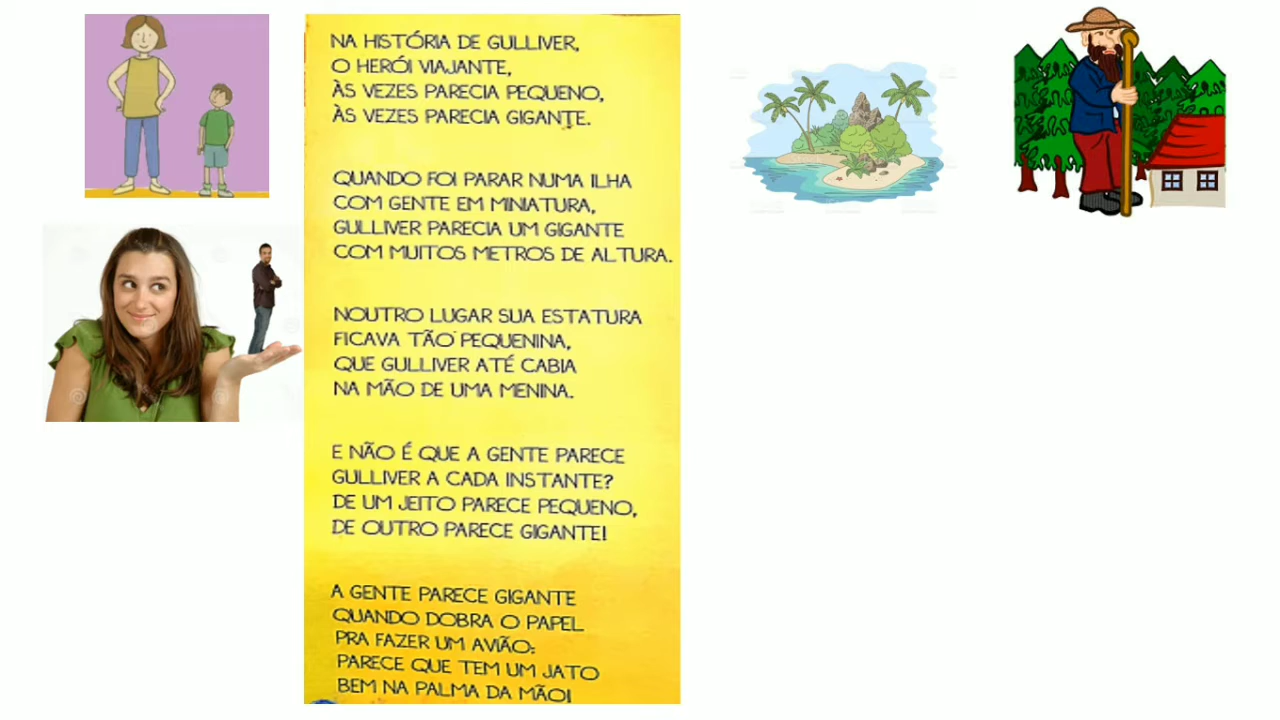 NA HISTÓRIA DE GULLIVER,
O HERÓI VIAJANTE,
ÀS VEZES PARECIA PEQUENO,
ÀS VEZES PARECIA GIGANTE.
QUANDO FOI PARAR NUMA ILHA
COM GENTE EM MINIATURA,
GULLIVER PARECIA UM GIGANTE
COM MUITOS METROS DE ALTURA.
NOUTRO LUGAR SUA ESTATURA
FICAVA TÃO PEQUENINA,
QUE GULLIVER ATÉ CABIA
NA MÃO DE UMA MENINA.
E NÃO É QUE A GENTE PARECE
GULLIVER A CADA INSTANTE?
DE UM JEITO PARECE PEQUENO,
DE OUTRO PARECE GIGANTE!
A GENTE PARECE GIGANTE
QUANDO DOBRA O PAPEL
PRA FAZER UM AVIÃO:
PARECE QUE TEM UM JATO
BEM NA PALMA DA MÃO!